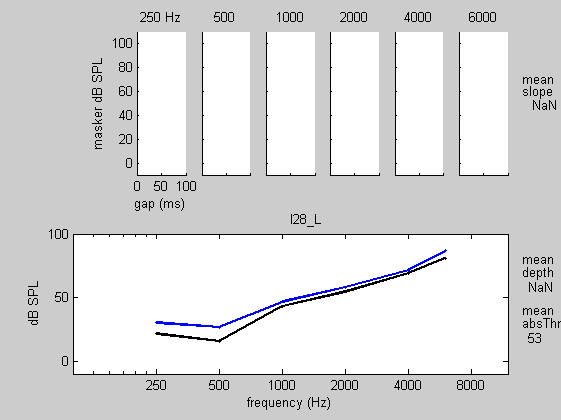 250 Hz 500 1000 2000 4000 6000
100
80
60
40
20
0
masker dB SPL
0 50 100
gap (ms)
mean
slope
NaN
I28_L
100
50
0
dB SPL
250 500 1000 2000 4000 8000
frequency (Hz)
mean
depth
NaN
mean
absThr
53